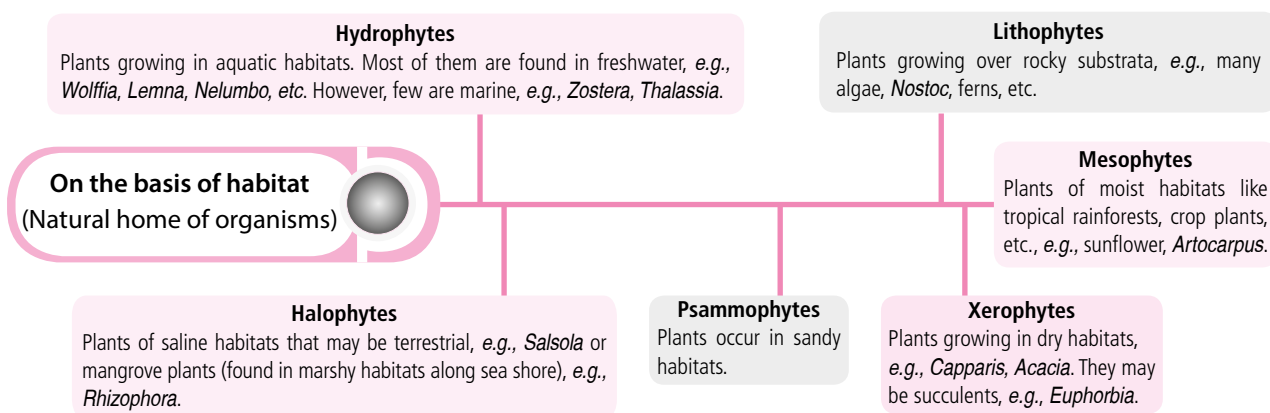 Hydrophytes
Plants growing in aquatic habitats. Most of them are found in freshwater, e.g.,
Wolffia, Lemna, Nelumbo, etc. However, few are marine, e.g., Zostera, Thalassia.
Lithophytes
Plants growing over rocky substrata, e.g., many
algae, Nostoc, ferns, etc.
On the basis of habitat
(Natural home of organisms)
Mesophytes
Plants of moist habitats like
tropical rainforests, crop plants,
etc., e.g., sunflower, Artocarpus.
Halophytes
Plants of saline habitats that may be terrestrial, e.g., Salsola or
mangrove plants (found in marshy habitats along sea shore), e.g.,
Rhizophora.
Psammophytes
Plants occur in sandy
habitats.
Xerophytes
Plants growing in dry habitats,
e.g., Capparis, Acacia. They may
be succulents, e.g., Euphorbia.